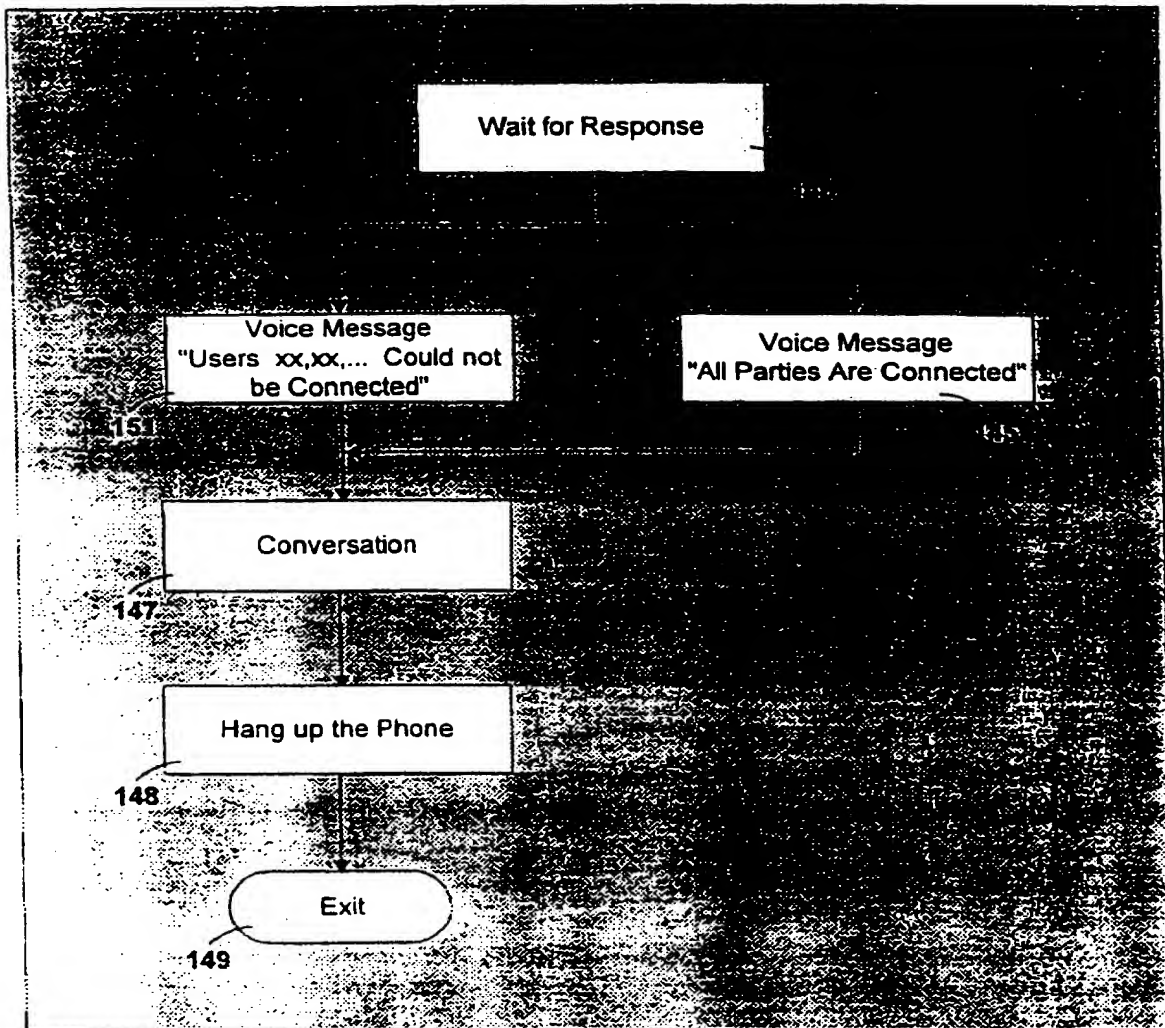 Wait for Response
Voice Message
"Users xx,xx,... Could not
be Connected"
Voice Message
"All Parties Are Connected"
151
Conversation
147
Hang up the Phone
148
Exit
149